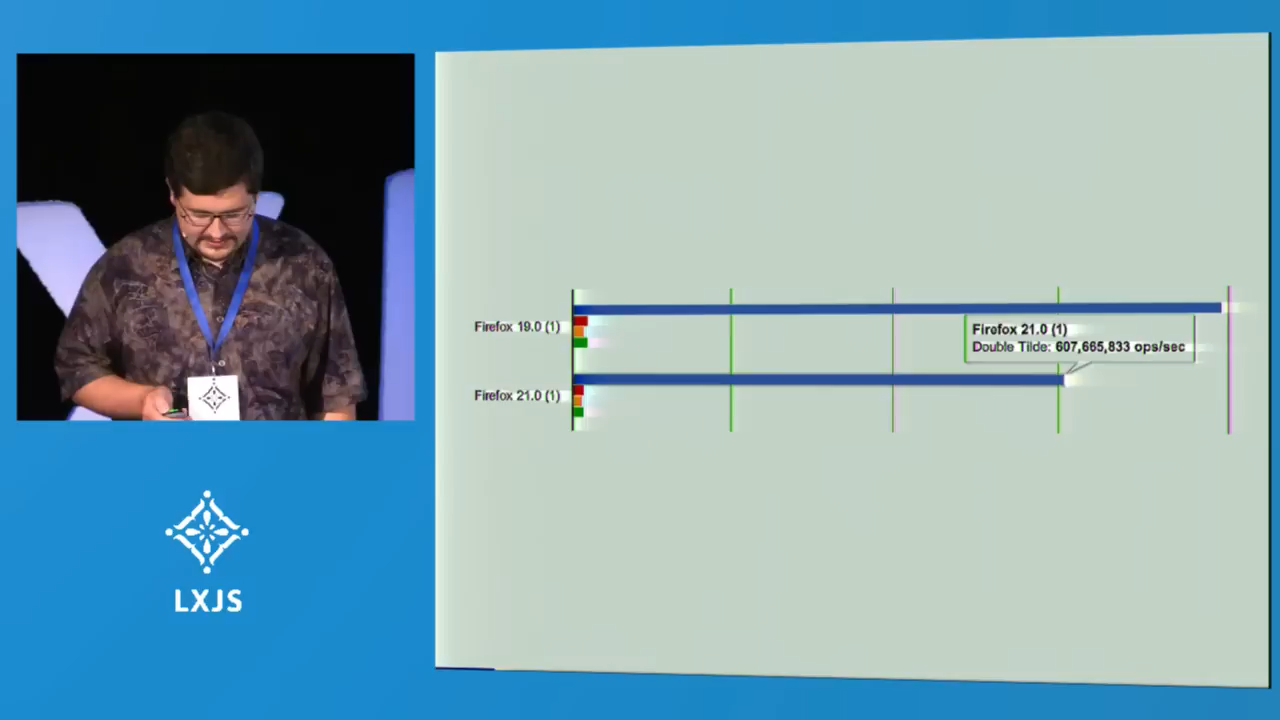 Firefox 19.0 (1)
Firefox 21.0 (1)
Double Tilde: 607,665,833 ops/sec
Firefox 21.0 (1)
LXJS